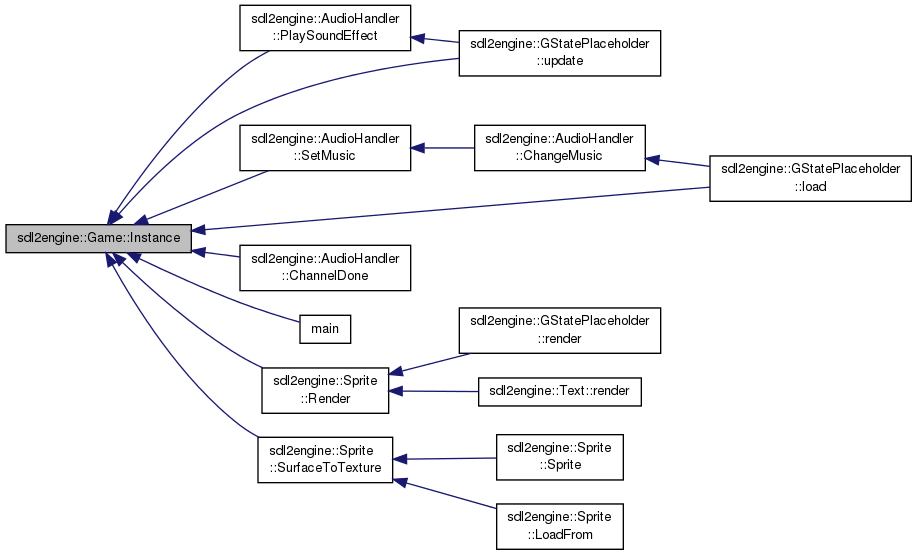 sdl2engine::AudioHandler
::PlaySoundEffect
sdl2engine::GStatePlaceholder
::update
sdl2engine::AudioHandler
::SetMusic
sdl2engine::AudioHandler
::ChangeMusic
sdl2engine::GStatePlaceholder
::load
sdl2engine::Game::Instance
sdl2engine::AudioHandler
::ChannelDone
main
sdl2engine::GStatePlaceholder
::render
sdl2engine::Sprite
::Render
sdl2engine::Text::render
sdl2engine::Sprite
::SurfaceToTexture
sdl2engine::Sprite
::Sprite
sdl2engine::Sprite
::LoadFrom